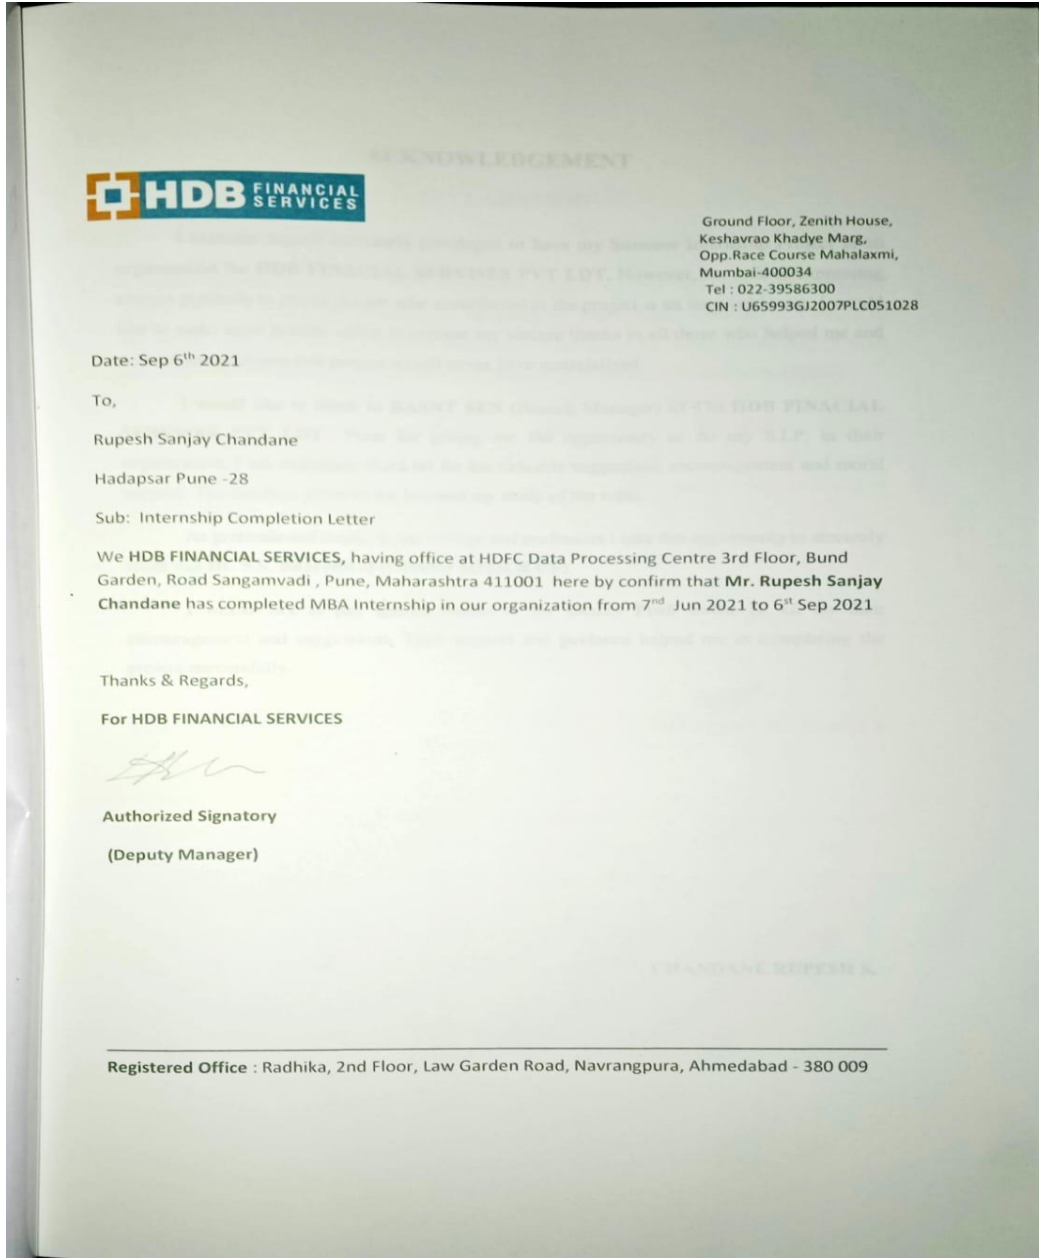 HDB FINANCIAL
SERVICES
Ground Floor, Zenith House,
Keshavrao Khadye Marg,
Opp.Race Course Mahalaxmi,
Mumbai-400034
Tel : 022-39586300
CIN : U65993GJ2007PLC051028
Date: Sep 6th 2021
To,
Rupesh Sanjay Chandane
Hadapsar Pune -28
Sub: Internship Completion Letter
We HDB FINANCIAL SERVICES, having office at HDFC Data Processing Centre 3rd Floor, Bund
Garden, Road Sangamvadi , Pune, Maharashtra 411001 here by confirm that Mr. Rupesh Sanjay
Chandane has completed MBA Internship in our organization from 7nd Jun 2021 to 6st Sep 2021
Thanks & Regards,
For HDB FINANCIAL SERVICES
Authorized Signatory
(Deputy Manager)
Registered Office : Radhika, 2nd Floor, Law Garden Road, Navrangpura, Ahmedabad - 380 009